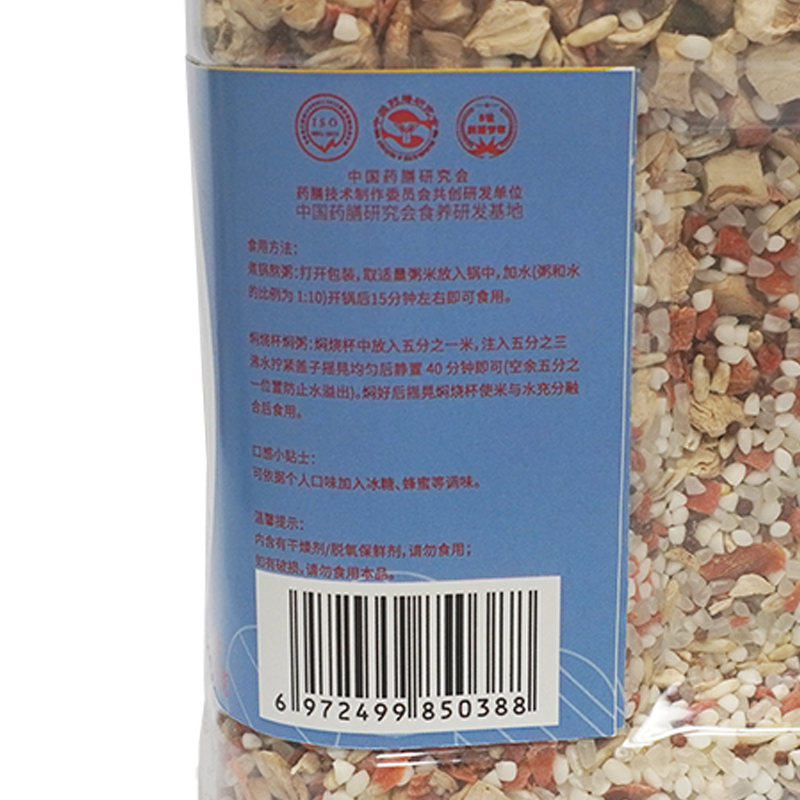 ISO
中国药膳研究会
药膳技术制作委员会共创研发单位
中国药膳研究会食养研发基地
食用方法：
煮锅熬粥：打开包装，取适量粥米放入锅中，加水(粥和水
的比例为 1:10)开锅后15分钟左右即可食用。
焖烧杯焖粥：焖烧杯中放入五分之一米，注入五分之三
沸水拧紧盖子摇晃均匀后静置 40 分钟即可(空余五分之
一位置防止水溢出)。焖好后摇晃焖烧杯使米与水充分融
合后食用。
口感小贴士：
可依据个人口味加入冰糖、蜂蜜等调味。
温馨提示：
内含有干燥剂/脱氧保鲜剂，请勿食用；
如有破损，请勿食用本品。
6 972499 850388